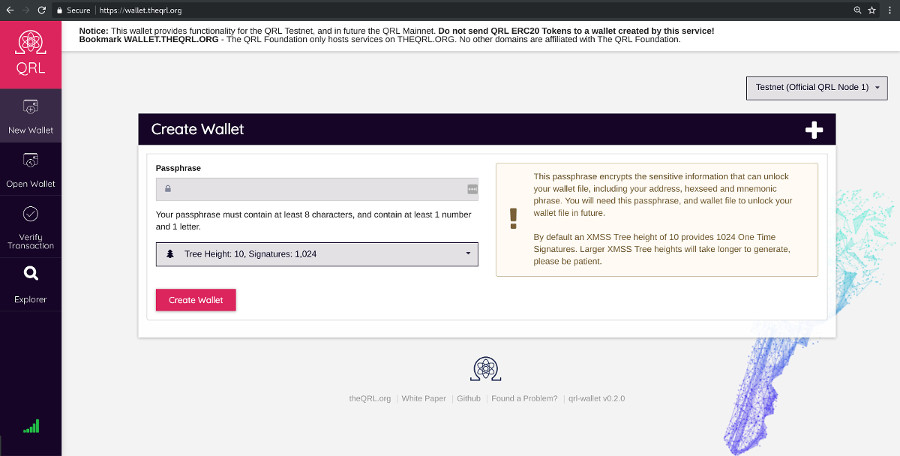 Secure https://wallet.theqrl.org
Notice: This wallet provides functionality for the QRL Testnet, and in future the QRL Mainnet. Do not send QRL ERC20 Tokens to a wallet created by this service!
Bookmark WALLET.THEQRL.ORG - The QRL Foundation only hosts services on THEQRL.ORG. No other domains are affiliated with The QRL Foundation.
QRL
New Wallet
Open Wallet
Verify
Transaction
Explorer
Testnet (Official QRL Node 1)
Create Wallet
Passphrase
Your passphrase must contain at least 8 characters, and contain at least 1 number
and 1 letter.
Tree Height: 10, Signatures: 1,024
Create Wallet
This passphrase encrypts the sensitive information that can unlock
your wallet file, including your address, hexseed and mnemonic
phrase. You will need this passphrase, and wallet file to unlock your
wallet file in future.
By default an XMSS Tree height of 10 provides 1024 One Time
Signatures. Larger XMSS Tree heights will take longer to generate,
please be patient.
theQRL.org | White Paper | Github | Found a Problem? | qrl-wallet v0.2.0